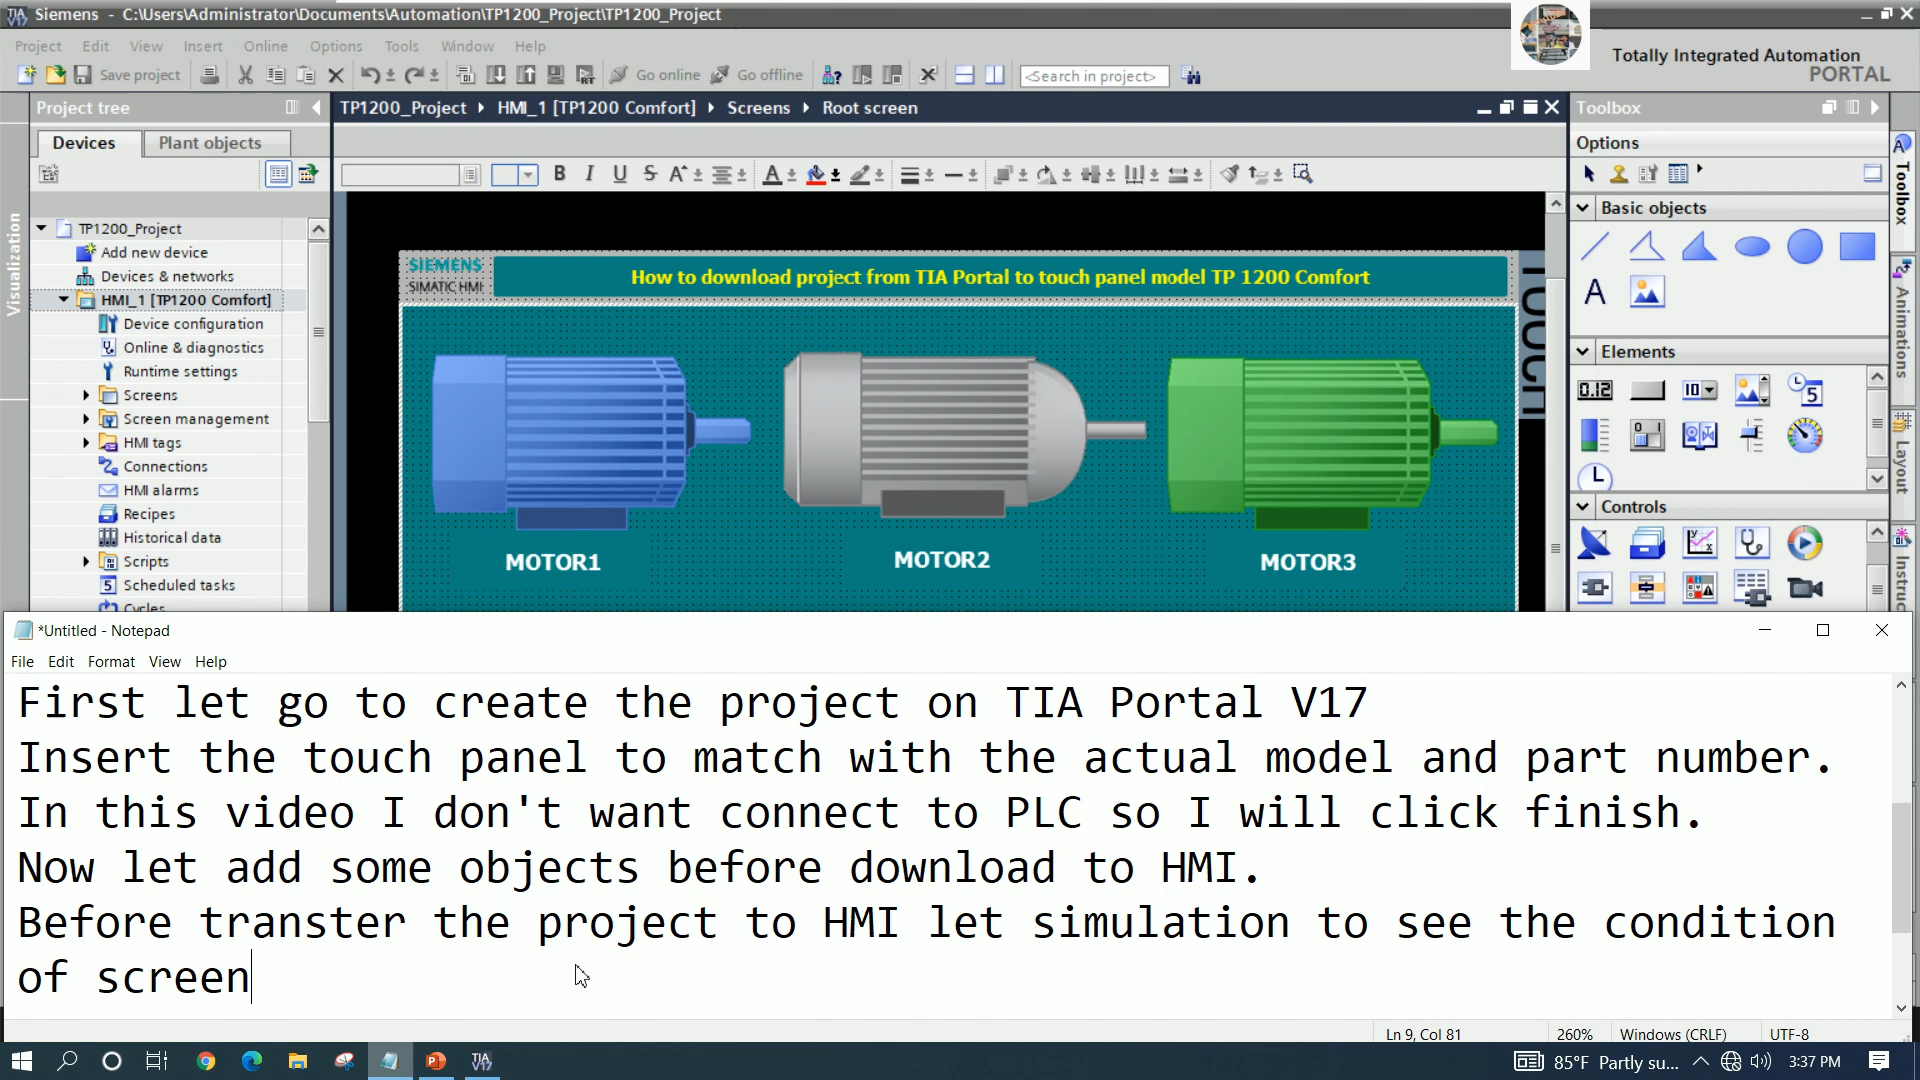 Siemens - C:\Users\Administrator\Documents\Automation\TP1200_Project\TP1200_Project
Project Edit View Insert Online Options Tools Window Help
Totally Integrated Automation
PORTAL
Save project
Go online
Go offline
<Search in project>
Project tree
TP1200_Project HMI_1 [TP1200 Comfort] Screens Root screen
Toolbox
Devices
Plant objects
Options
B I U S A
A
Visualization
Basic objects
A
TP1200_Project
Add new device
Devices & networks
HMI_1 [TP1200 Comfort]
Device configuration
Online & diagnostics
Runtime settings
Screens
Screen management
HMI tags
Connections
HMI alarms
Recipes
Historical data
Scripts
Scheduled tasks
Cycles
SIEMENS
SIMATIC HMI
How to download project from TIA Portal to touch panel model TP 1200 Comfort
TOUCH
MOTOR1
MOTOR2
MOTOR3
Elements
0.12
10
5
Controls
Toolbox
Animations
Layout
*Untitled - Notepad
File Edit Format View Help
First let go to create the project on TIA Portal V17
Insert the touch panel to match with the actual model and part number.
In this video I don't want connect to PLC so I will click finish.
Now let add some objects before download to HMI.
Before transter the project to HMI let simulation to see the condition
of screen
Ln 9, Col 81
260%
Windows (CRLF)
UTF-8
85°F Partly su...
3:37 PM